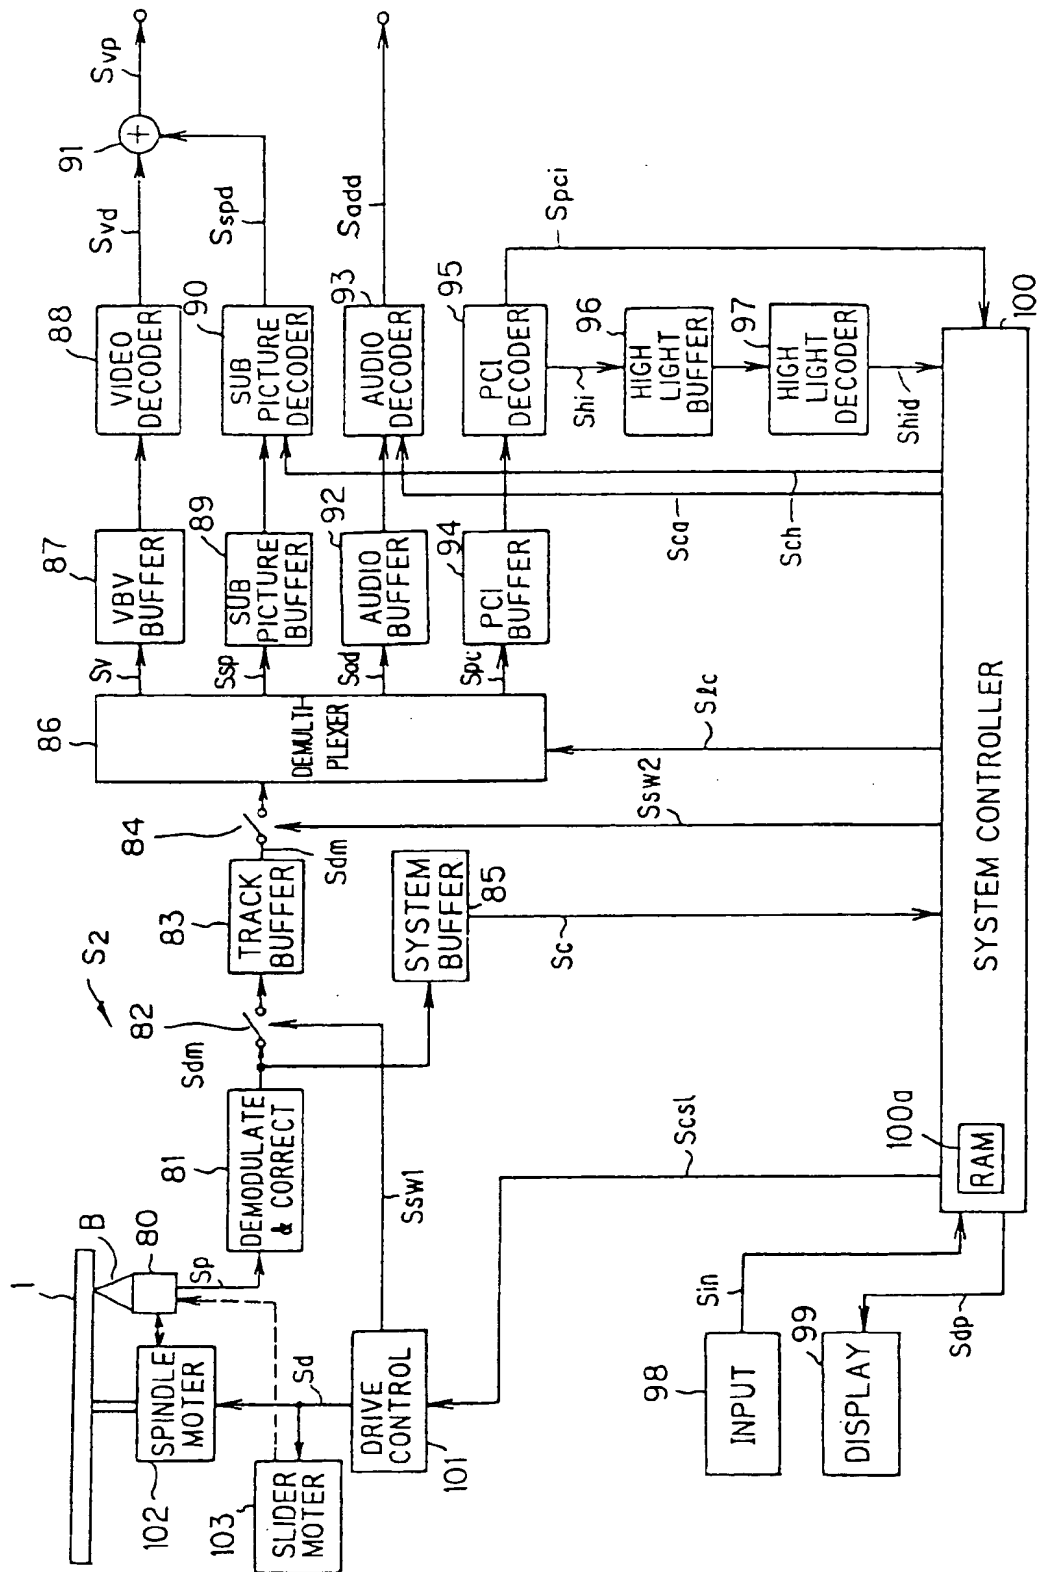 1
B
80
Sp
SPINDLE
MOTER
102
SLIDER
MOTER
103
Sd
DRIVE
CONTROL
101
DEMODULATE
& CORRECT
81
Sdm
82
S2
Ssw1
TRACK
BUFFER
83
Sdm
84
SYSTEM
BUFFER
85
Sc
DEMULTI-
PLEXER
86
Sv
Ssp
Sad
Spc
VBV
BUFFER
87
SUB
PICTURE
BUFFER
89
AUDIO
BUFFER
92
PCI
BUFFER
94
VIDEO
DECODER
88
SUB
PICTURE
DECODER
90
AUDIO
DECODER
93
PCI
DECODER
95
Svd
Sspd
91
+
Svp
Sadd
Spci
Shi
HIGH
LIGHT
BUFFER
96
HIGH
LIGHT
DECODER
97
Shid
Sca
Sch
Slc
Ssw2
Scsl
INPUT
98
Sin
DISPLAY
99
Sdp
RAM
100a
SYSTEM CONTROLLER
100